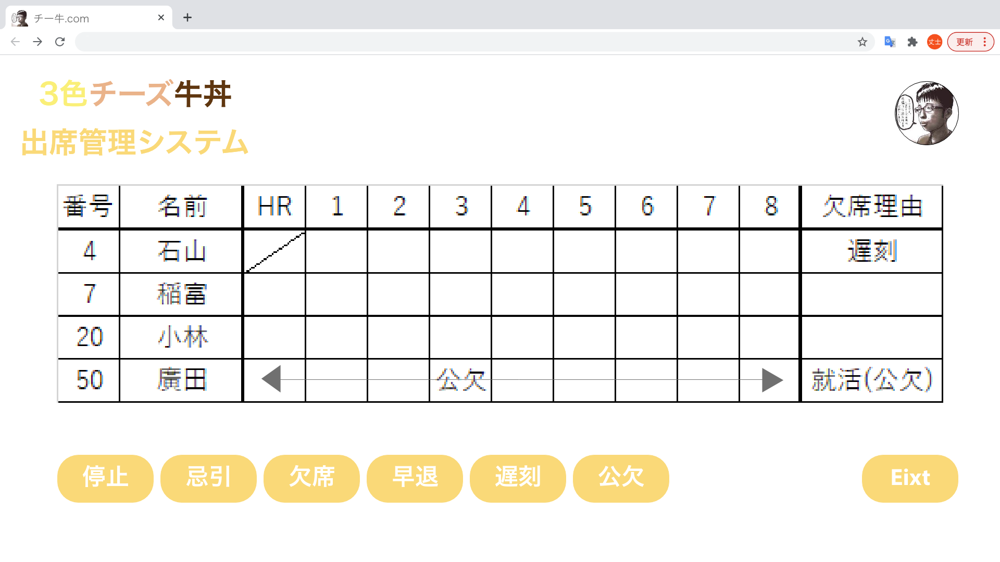 チー牛.com
丈士
更新
3色チーズ牛丼
出席管理システム
番号 名前 HR 1 2 3 4 5 6 7 8 欠席理由
4 石山 遅刻
7 稲富
20 小林
50 廣田 公欠 就活(公欠)
停止 忌引 欠席 早退 遅刻 公欠 Eixt